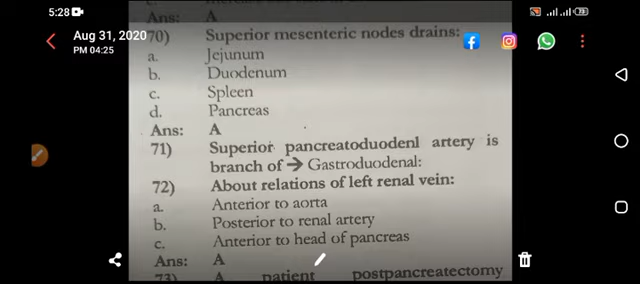 5:28
Aug 31, 2020
PM 04:25
Ans: A
70) Superior mesenteric nodes drains:
a. Jejunum
b. Duodenum
c. Spleen
d. Pancreas
Ans: A
71) Superior pancreatoduodenl artery is
branch of → Gastroduodenal:
72) About relations of left renal vein:
a. Anterior to aorta
b. Posterior to renal artery
c. Anterior to head of pancreas
Ans: A
73) A patient postpancreatectomy